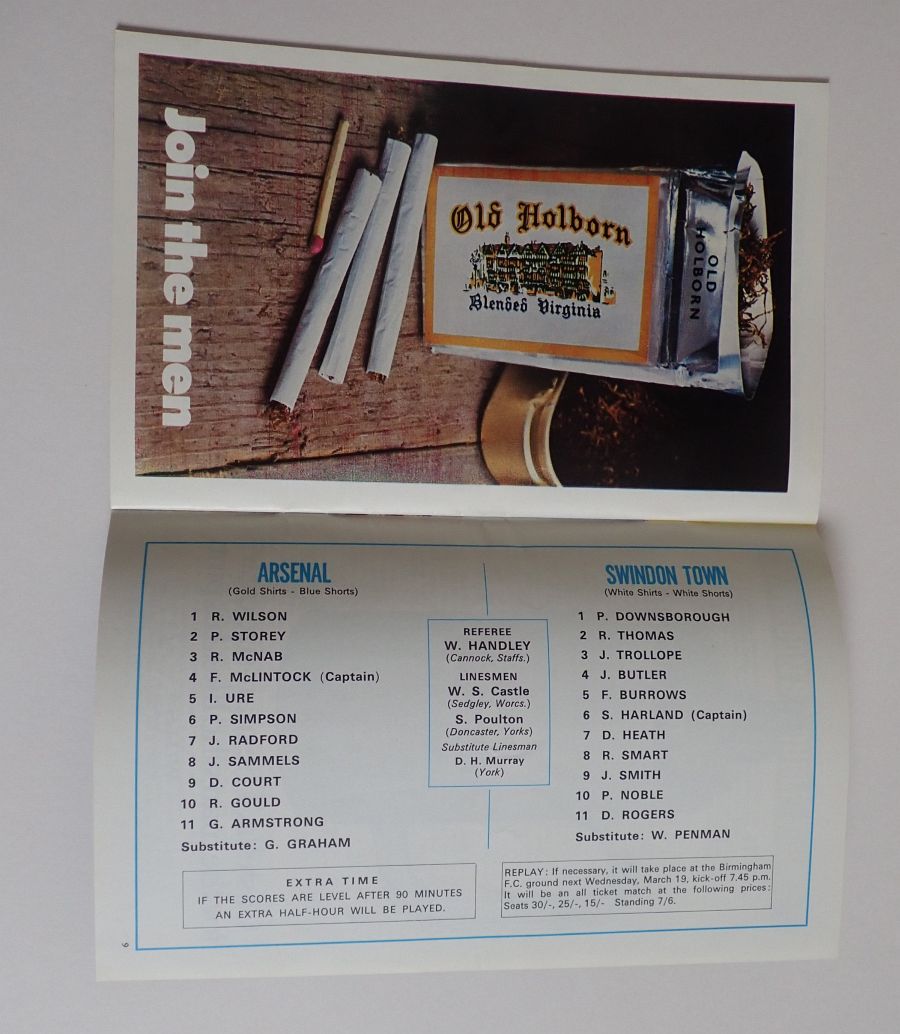 Join the men
Old Holborn
Blended Virginia
OLD
HOLBORN
ARSENAL
(Gold Shirts - Blue Shorts)
1 R. WILSON
2 P. STOREY
3 R. McNAB
4 F. McLINTOCK (Captain)
5 I. URE
6 P. SIMPSON
7 J. RADFORD
8 J. SAMMELS
9 D. COURT
10 R. GOULD
11 G. ARMSTRONG
Substitute: G. GRAHAM
REFEREE
W. HANDLEY
(Cannock, Staffs.)
LINESMEN
W. S. Castle
(Sedgley, Worcs.)
S. Poulton
(Doncaster, Yorks)
Substitute Linesman
D. H. Murray
(York)
SWINDON TOWN
(White Shirts - White Shorts)
1 P. DOWNSBOROUGH
2 R. THOMAS
3 J. TROLLOPE
4 J. BUTLER
5 F. BURROWS
6 S. HARLAND (Captain)
7 D. HEATH
8 R. SMART
9 J. SMITH
10 P. NOBLE
11 D. ROGERS
Substitute: W. PENMAN
EXTRA TIME
IF THE SCORES ARE LEVEL AFTER 90 MINUTES
AN EXTRA HALF-HOUR WILL BE PLAYED.
REPLAY: If necessary, it will take place at the Birmingham
F.C. ground next Wednesday, March 19, kick-off 7.45 p.m.
It will be an all ticket match at the following prices:
Seats 30/-, 25/-, 15/- Standing 7/6.